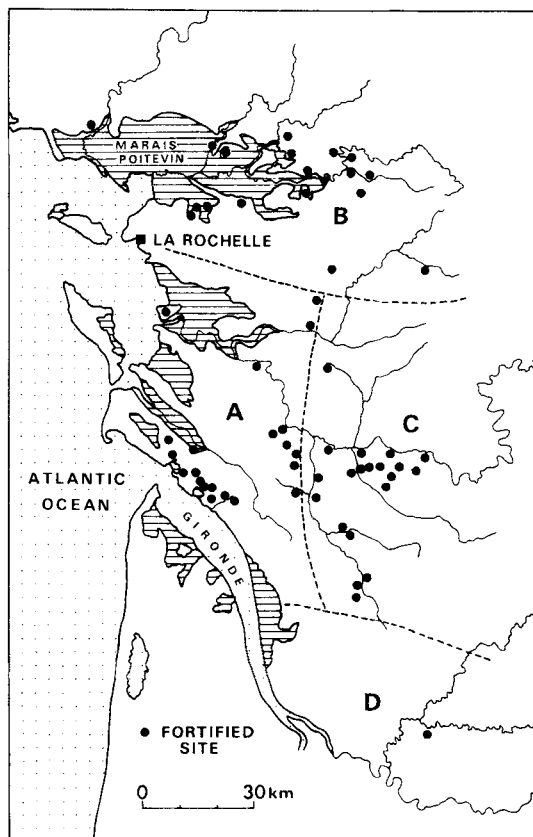 MARAIS
POITEVIN
B
LA ROCHELLE
A
C
ATLANTIC
OCEAN
GIRONDE
D
FORTIFIED
SITE
0 30km